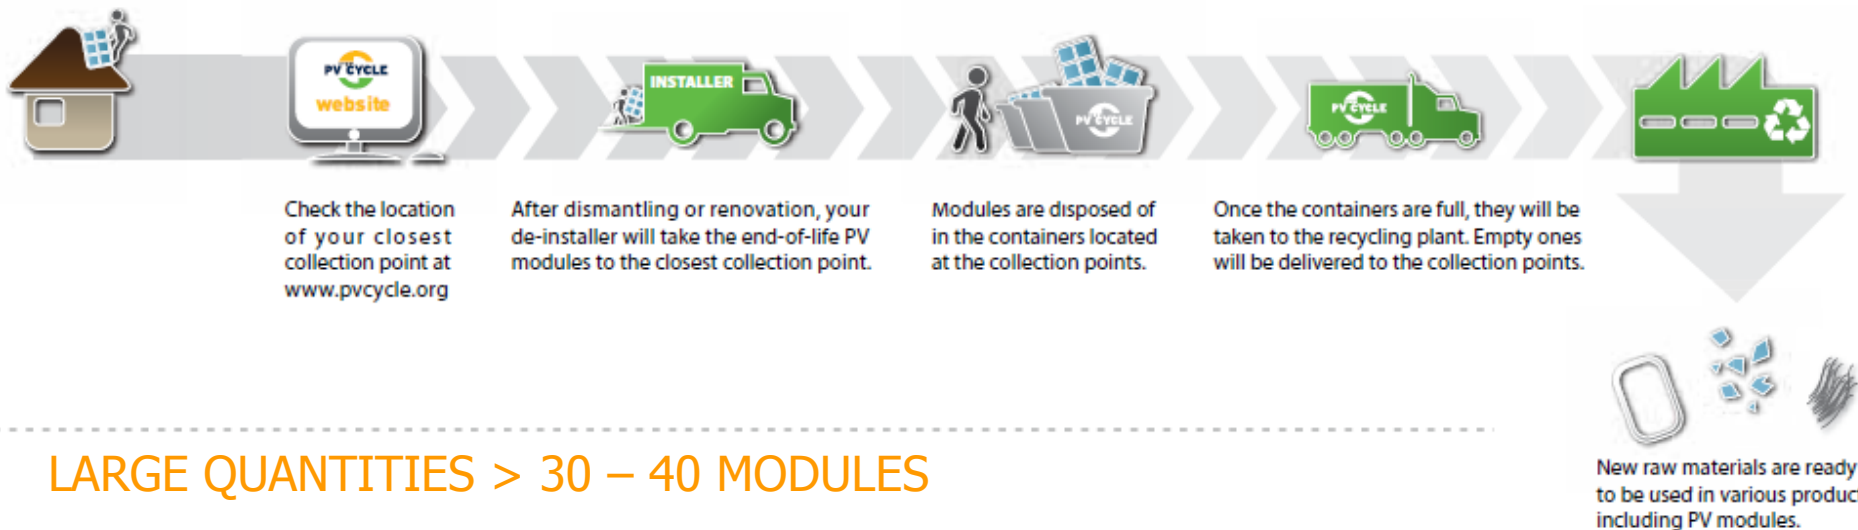 PV CYCLE
website
INSTALLER
PV CYCLE
PV CYCLE
Check the location
of your closest
collection point at
www.pvcycle.org
After dismantling or renovation, your
de-installer will take the end-of-life PV
modules to the closest collection point.
Modules are disposed of
in the containers located
at the collection points.
Once the containers are full, they will be
taken to the recycling plant. Empty ones
will be delivered to the collection points.
New raw materials are ready
to be used in various product
including PV modules.
LARGE QUANTITIES > 30 – 40 MODULES